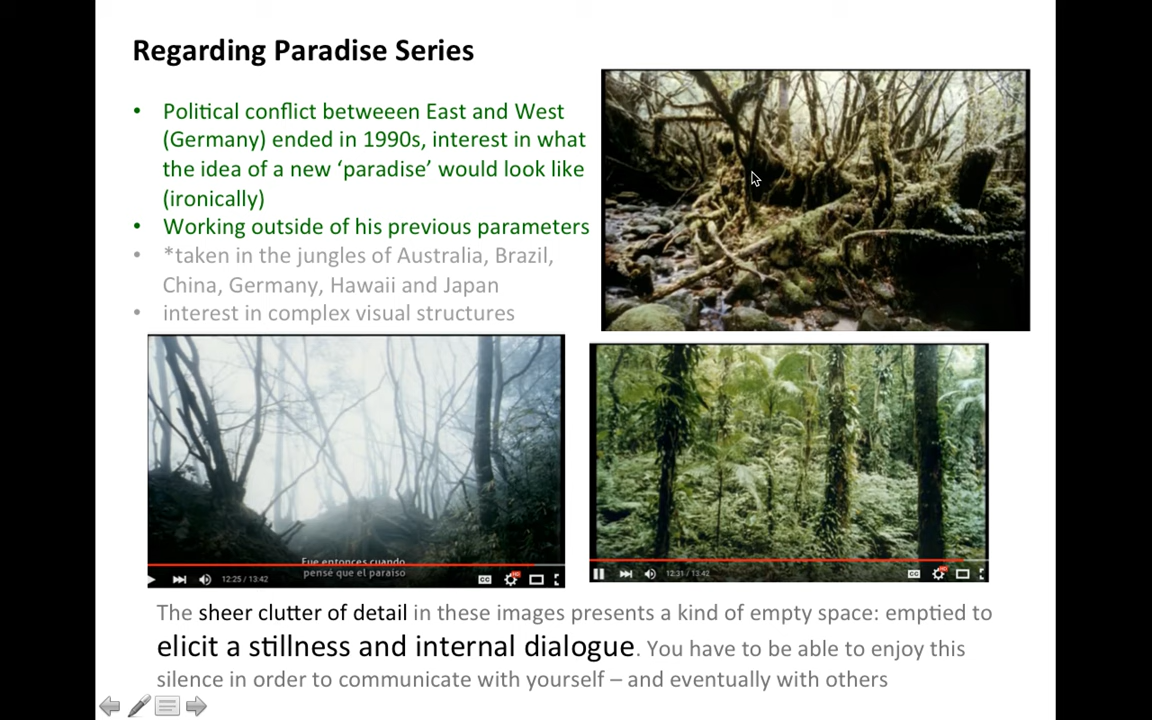 Regarding Paradise Series
• Political conflict betweeen East and West
(Germany) ended in 1990s, interest in what
the idea of a new ‘paradise’ would look like
(ironically)
• Working outside of his previous parameters
• *taken in the jungles of Australia, Brazil,
China, Germany, Hawaii and Japan
• interest in complex visual structures
Fue entonces cuando
pensé que el paraíso
12:25 / 13:42
CC
HD
12:31 / 13:42
CC
HD
The sheer clutter of detail in these images presents a kind of empty space: emptied to
elicit a stillness and internal dialogue. You have to be able to enjoy this
silence in order to communicate with yourself – and eventually with others